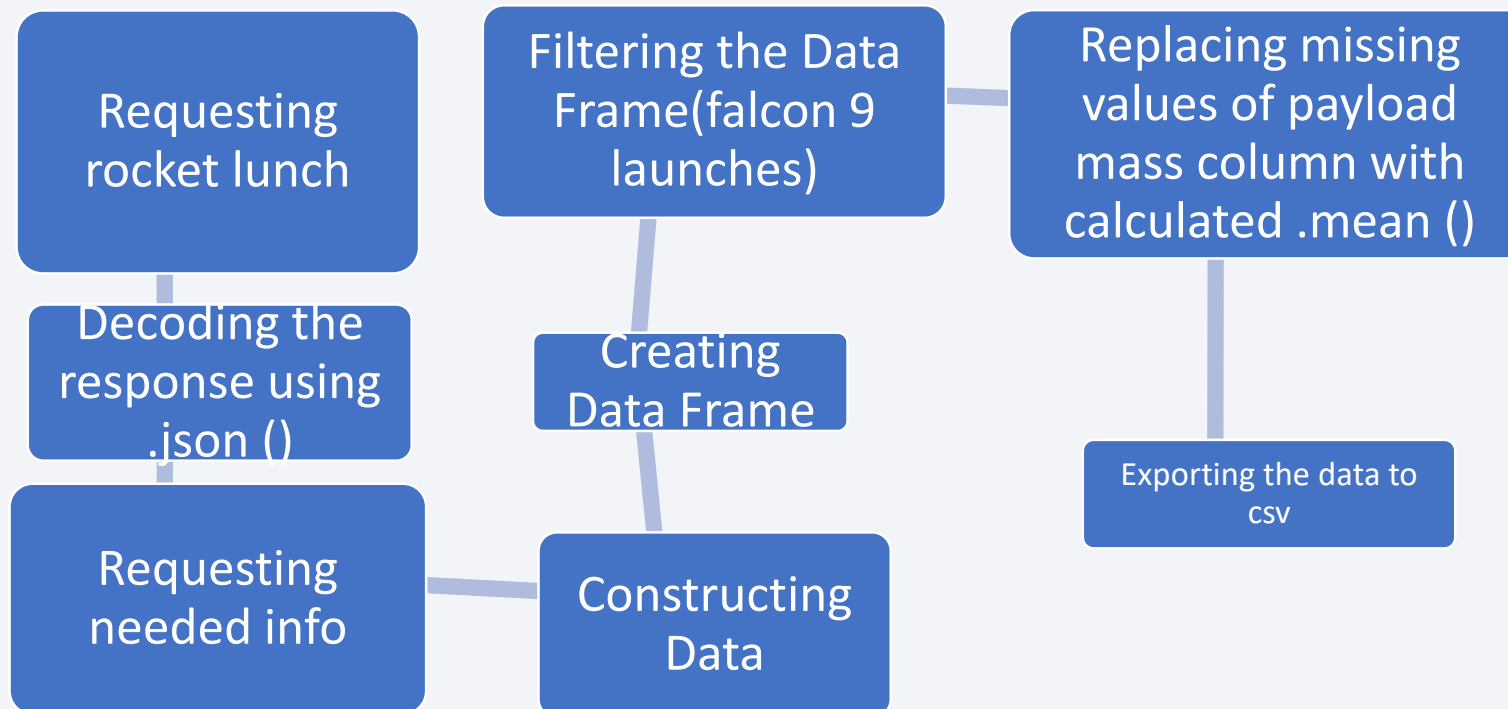 Requesting
rocket lunch
Decoding the
response using
.json ()
Requesting
needed info
Constructing
Data
Creating
Data Frame
Filtering the Data
Frame(falcon 9
launches)
Replacing missing
values of payload
mass column with
calculated .mean ()
Exporting the data to
csv